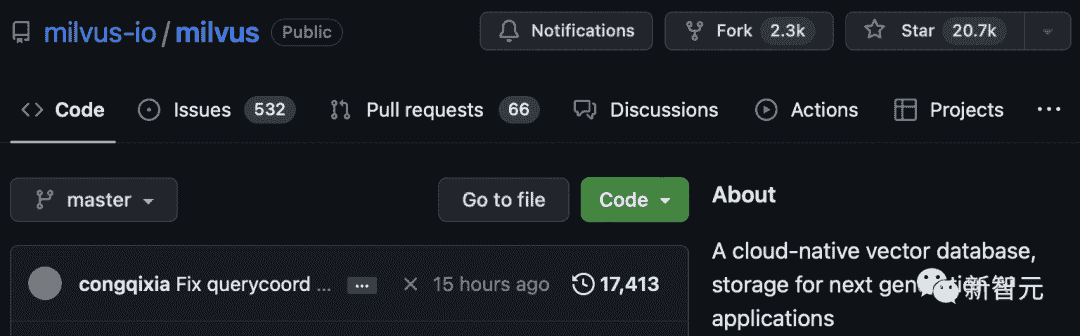 milvus-io / milvus Public Notifications Fork 2.3k Star 20.7k
Code Issues 532 Pull requests 66 Discussions Actions Projects ...
master Go to file Code About
A cloud-native vector database,
congqixia Fix querycoord ... ... 15 hours ago 17,413 storage for next generation
新智元
applications